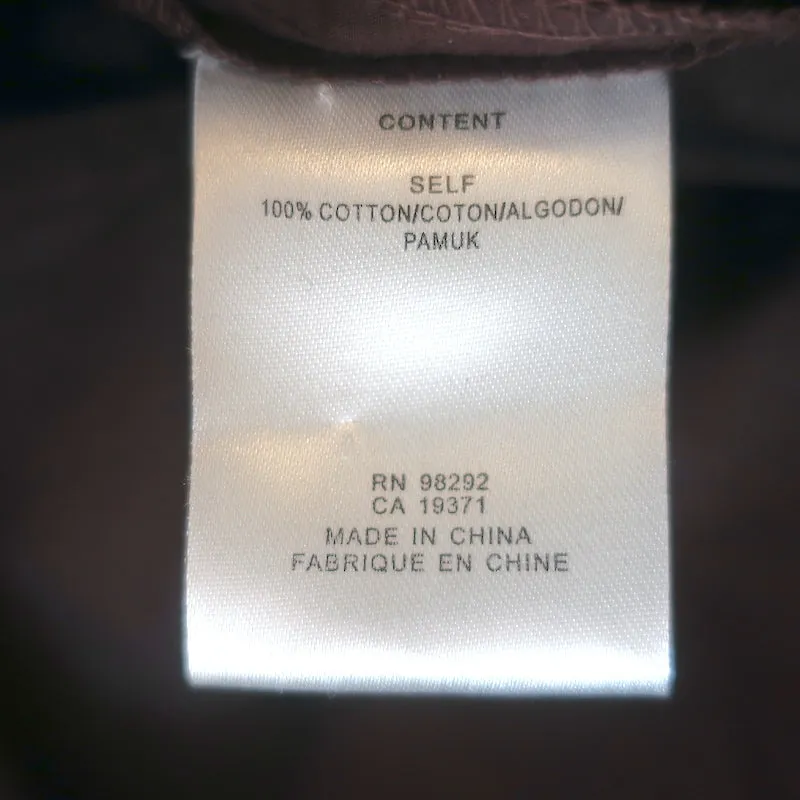 CONTENT
SELF
100% COTTON/COTON/ALGODON/
PAMUK
RN 98292
CA 19371
MADE IN CHINA
FABRIQUE EN CHINE